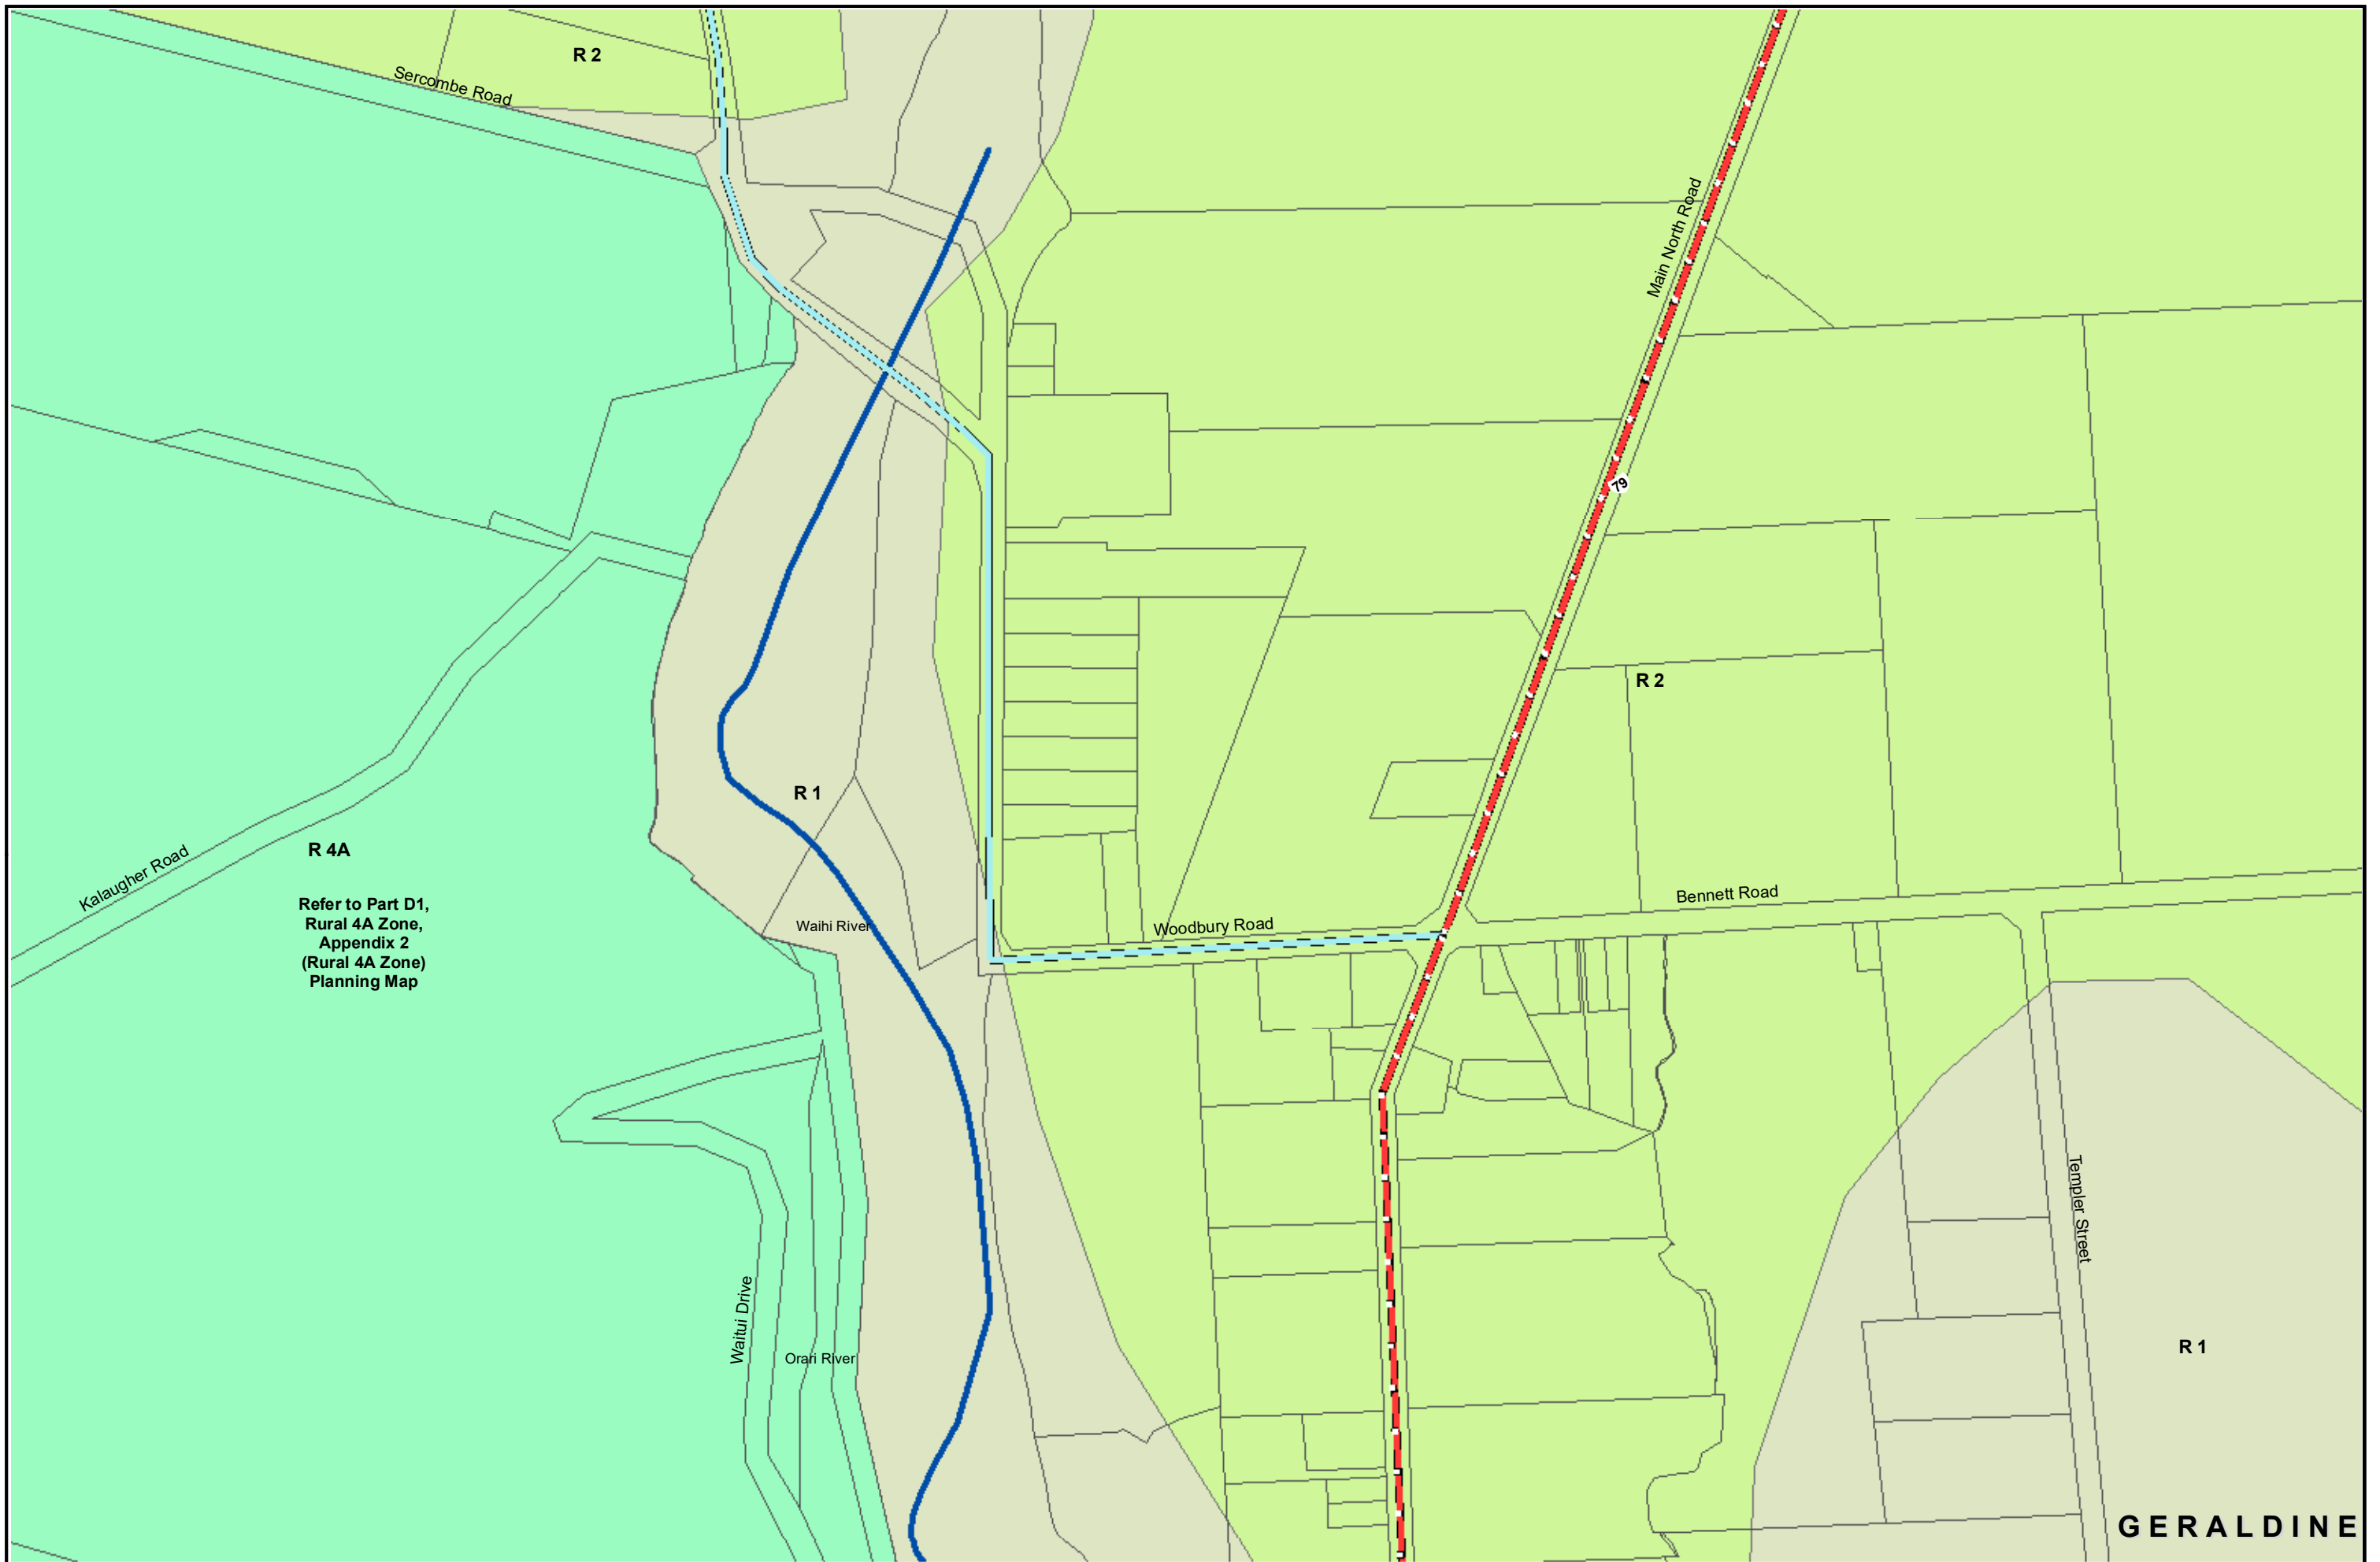 R 2
Sercombe Road
Main North Road
79
R 2
R 1
Kalaugher Road
R 4A
Refer to Part D1,
Rural 4A Zone,
Appendix 2
(Rural 4A Zone)
Planning Map
Waihi River
Woodbury Road
Bennett Road
Templer Street
Waitui Drive
Orari River
R 1
GERALDINE